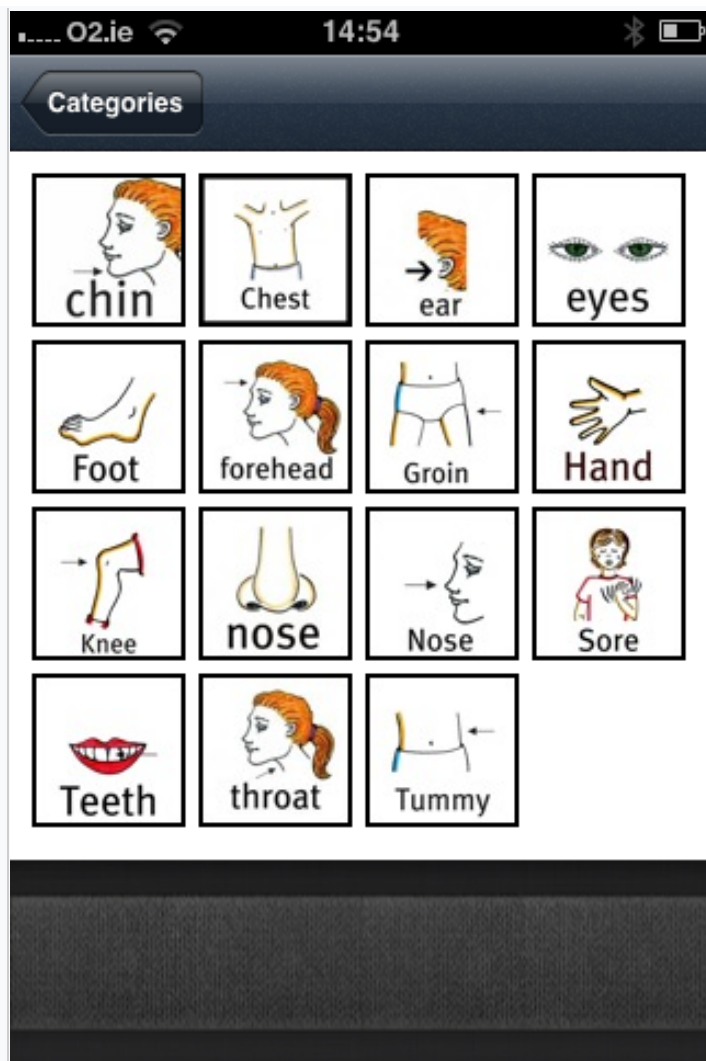 O2.ie 14:54
Categories
chin Chest ear eyes
Foot forehead Groin Hand
Knee nose Nose Sore
Teeth throat Tummy